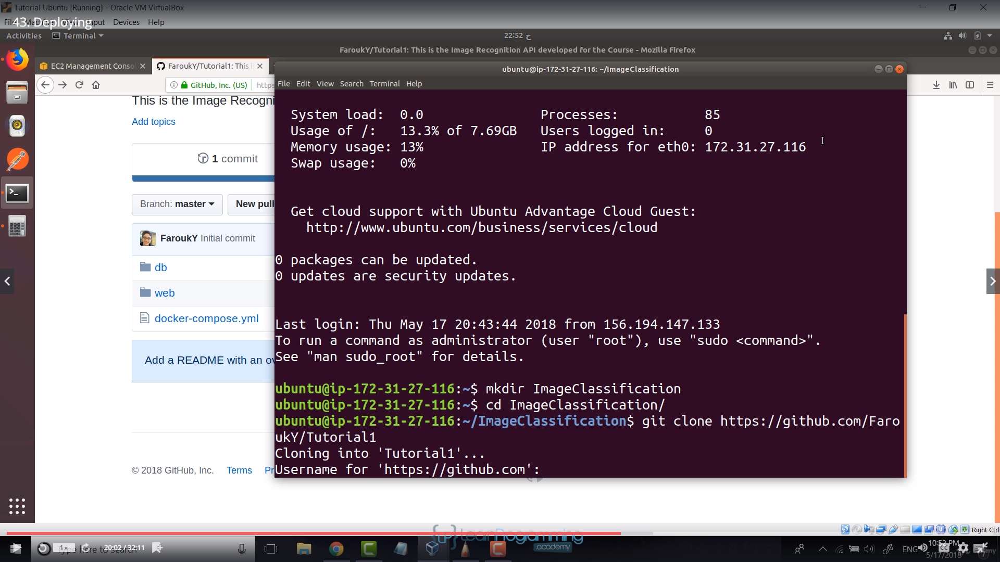 Tutorial Ubuntu [Running] - Oracle VM VirtualBox
43. Deploying
Devices Help
Activities Terminal 22:52 خ
FaroukY/Tutorial1: This is the Image Recognition API developed for the Course - Mozilla Firefox
EC2 Management Conso
FaroukY/Tutorial1: This i
GitHub, Inc. (US) https
This is the Image Recogni
Add topics
1 commit
Branch: master New pull
FaroukY Initial commit
db
web
docker-compose.yml
Add a README with an ov
© 2018 GitHub, Inc. Terms Pr
ubuntu@ip-172-31-27-116: ~/ImageClassification
File Edit View Search Terminal Help
System load: 0.0 Processes: 85
Usage of /: 13.3% of 7.69GB Users logged in: 0
Memory usage: 13% IP address for eth0: 172.31.27.116
Swap usage: 0%
Get cloud support with Ubuntu Advantage Cloud Guest:
http://www.ubuntu.com/business/services/cloud
0 packages can be updated.
0 updates are security updates.
Last login: Thu May 17 20:43:44 2018 from 156.194.147.133
To run a command as administrator (user "root"), use "sudo <command>".
See "man sudo_root" for details.
ubuntu@ip-172-31-27-116:~$ mkdir ImageClassification
ubuntu@ip-172-31-27-116:~$ cd ImageClassification/
ubuntu@ip-172-31-27-116:~/ImageClassification$ git clone https://github.com/Faro
ukY/Tutorial1
Cloning into 'Tutorial1'...
Username for 'https://github.com':
Right Ctrl
LearnProgramming
academy
1x Type here to search 20:02 / 32:11
ENG CC 10:52 PM
5/17/2018